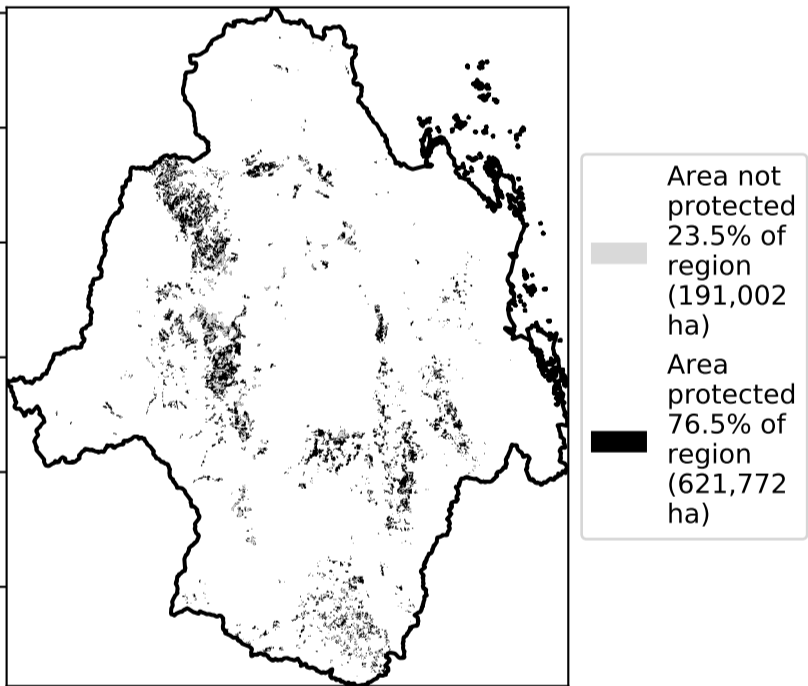 Area not
protected
23.5% of
region
(191,002
ha)
Area
protected
76.5% of
region
(621,772
ha)